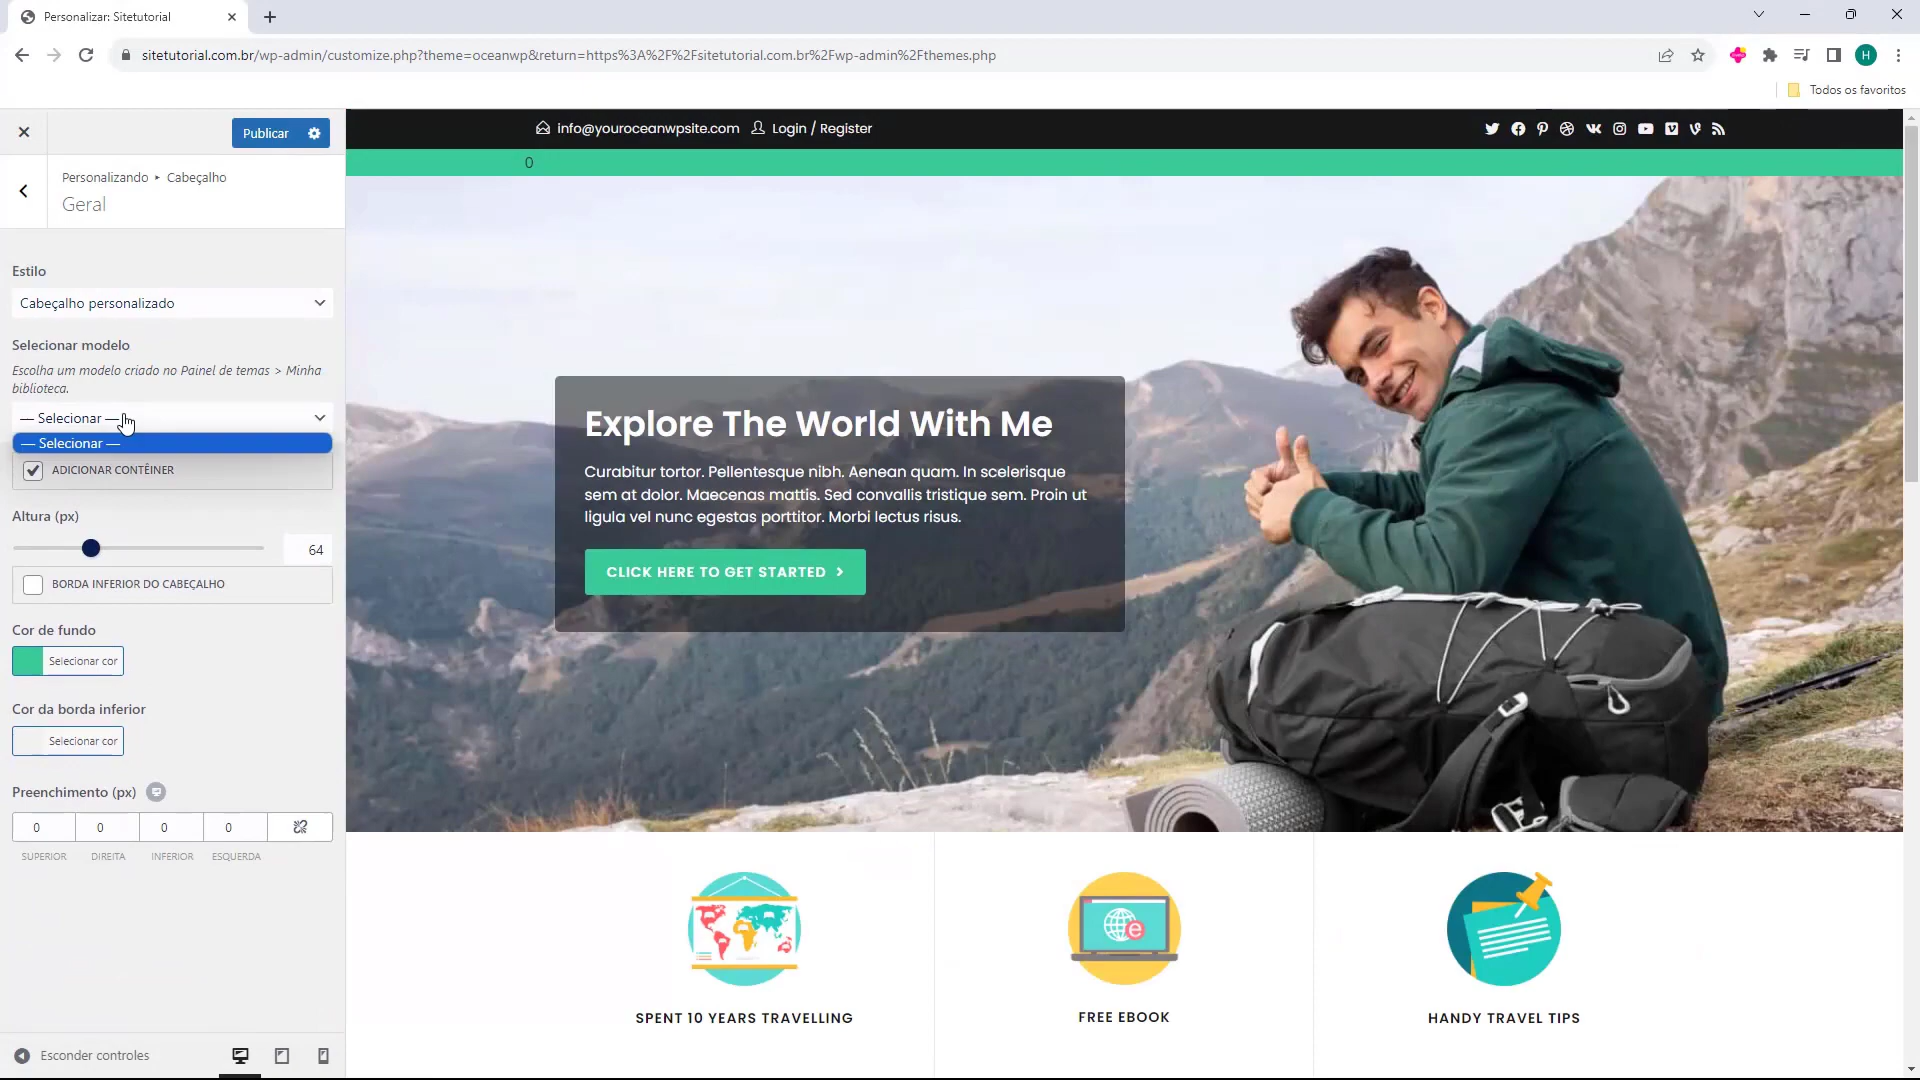 Personalizar: Sitetutorial
sitetutorial.com.br/wp-admin/customize.php?theme=oceanwp&return=https%3A%2F%2Fsitetutorial.com.br%2Fwp-admin%2Fthemes.php
H
Todos os favoritos
Publicar
Personalizando ▸ Cabeçalho
Geral
Estilo
Cabeçalho personalizado
Selecionar modelo
Escolha um modelo criado no Painel de temas > Minha
biblioteca.
— Selecionar —
— Selecionar —
ADICIONAR CONTÊINER
Altura (px)
64
BORDA INFERIOR DO CABEÇALHO
Cor de fundo
Selecionar cor
Cor da borda inferior
Selecionar cor
Preenchimento (px)
0 0 0 0
SUPERIOR DIREITA INFERIOR ESQUERDA
Esconder controles
info@youroceanwpsite.com Login / Register
0
Explore The World With Me
Curabitur tortor. Pellentesque nibh. Aenean quam. In scelerisque
sem at dolor. Maecenas mattis. Sed convallis tristique sem. Proin ut
ligula vel nunc egestas porttitor. Morbi lectus risus.
CLICK HERE TO GET STARTED
SPENT 10 YEARS TRAVELLING
FREE EBOOK
HANDY TRAVEL TIPS